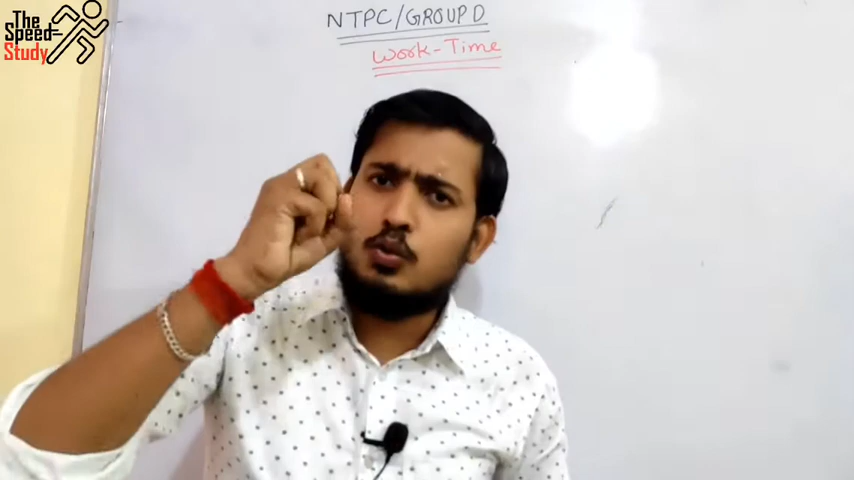 The
Speed
Study
NTPC/GROUP D
Work-Time